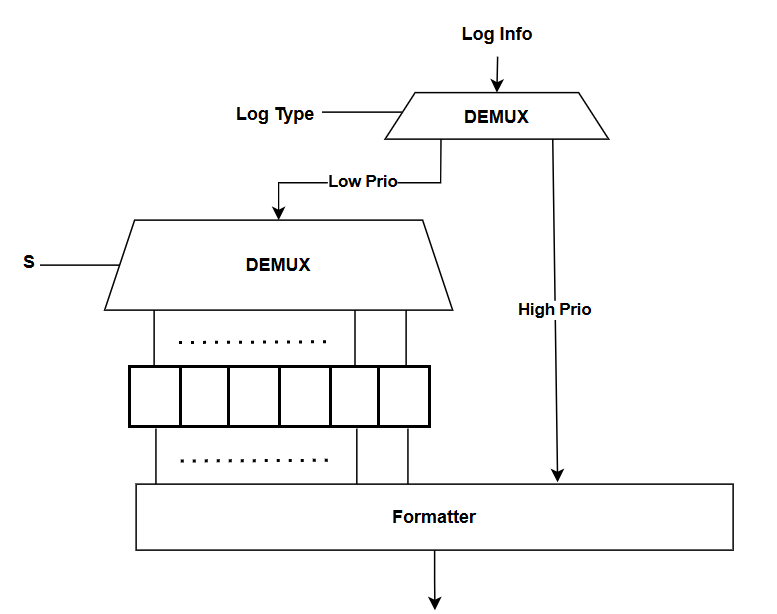 Log Info
Log Type
DEMUX
Low Prio
S
DEMUX
High Prio
Formatter